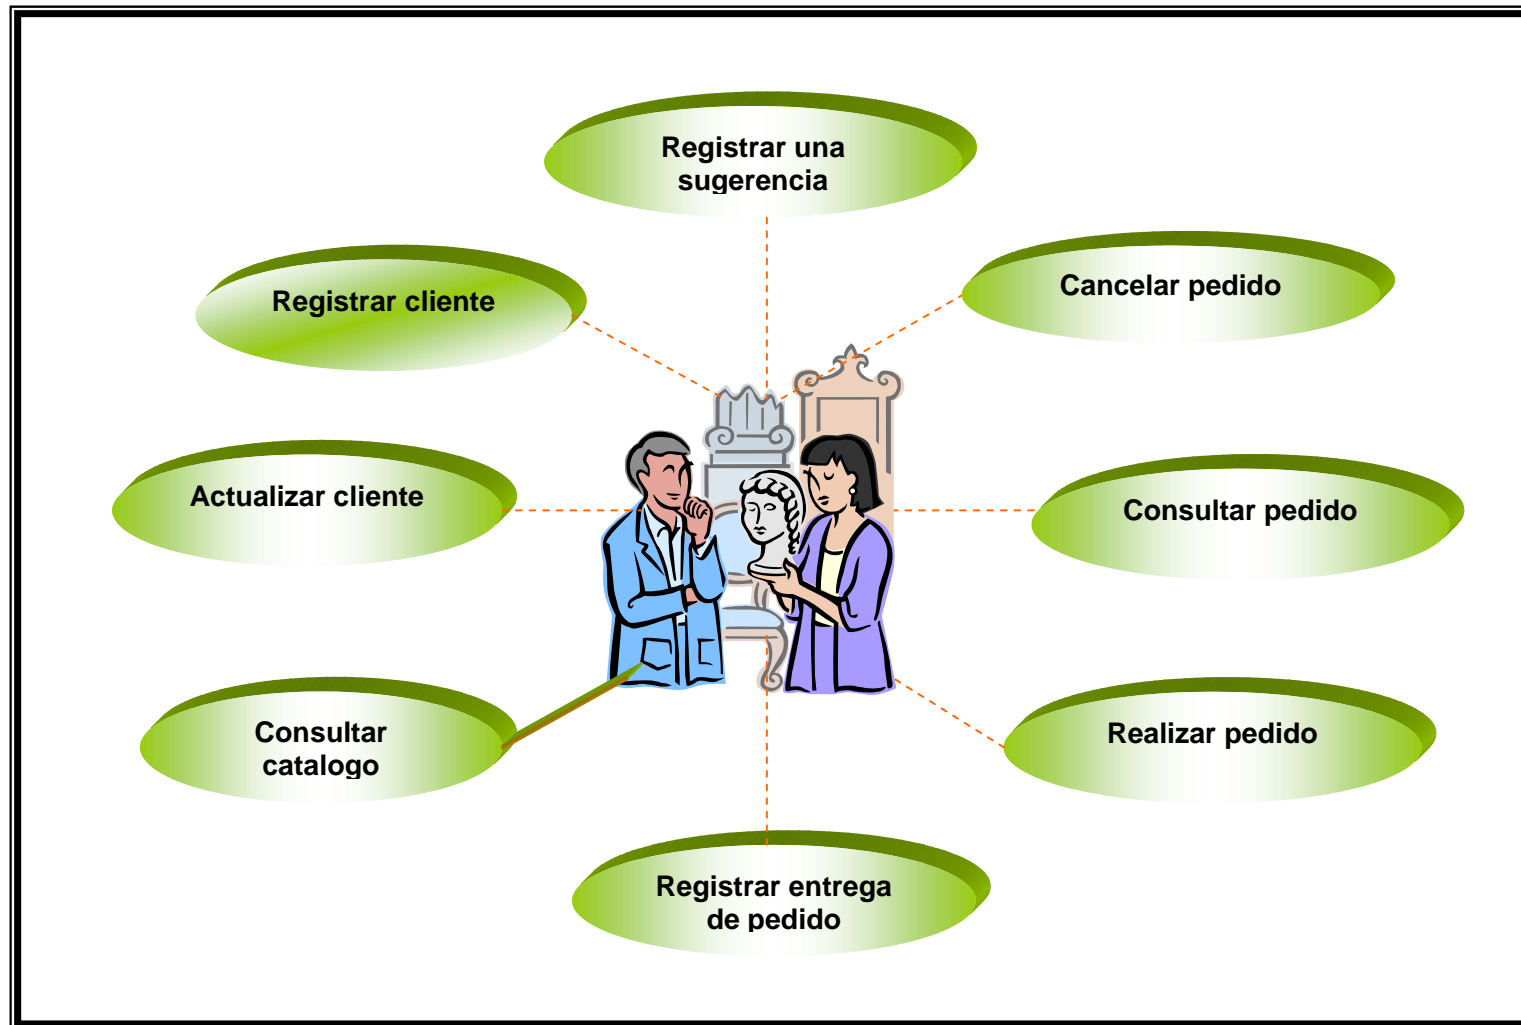 Registrar una
sugerencia
Registrar cliente
Cancelar pedido
Actualizar cliente
Consultar pedido
Consultar
catalogo
Realizar pedido
Registrar entrega
de pedido